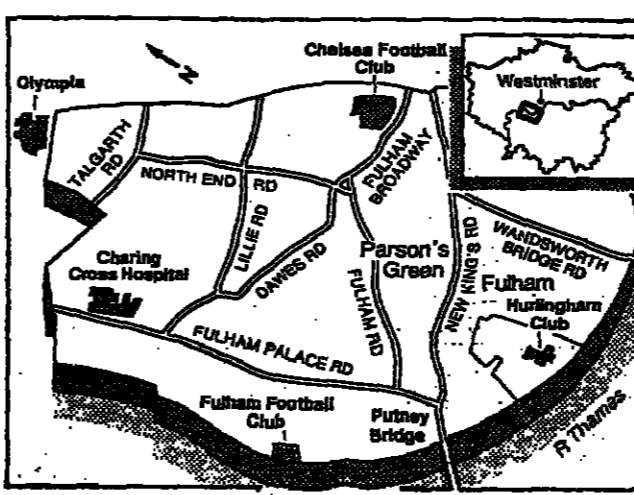 Chelsea Football
Club
N
Olympia
Westminster
TALGARTH
RD
NORTH END RD
FULHAM
BROADWAY
LILLIE RD
DAWES RD
Charing
Cross Hospital
Parson's
Green
NEW KING'S RD
WANDSWORTH
BRIDGE RD
Fulham
Hurlingham
Club
FULHAM RD
FULHAM PALACE RD
Fulham Football
Club
Putney
Bridge
R Thames